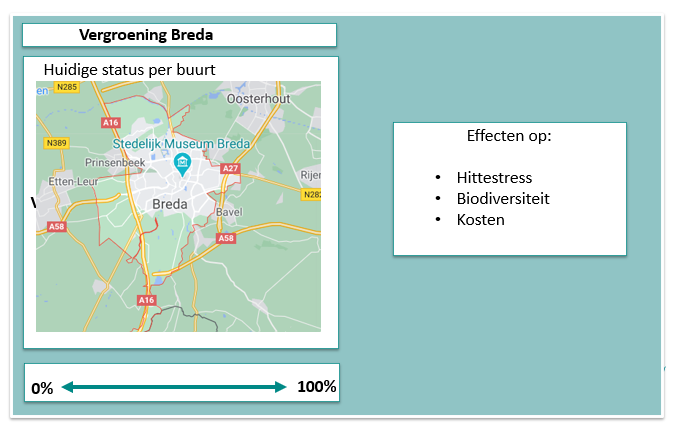 Vergroening Breda
Huidige status per buurt
en
N285
Oosterhout
A16
N389
Stedelijk Museum Breda
Prinsenbeek
A27
Etten-Leur
Rijen
N282
Breda
Bavel
A58
A58
A16
0%
100%
Effecten op:
• Hittestress
• Biodiversiteit
• Kosten